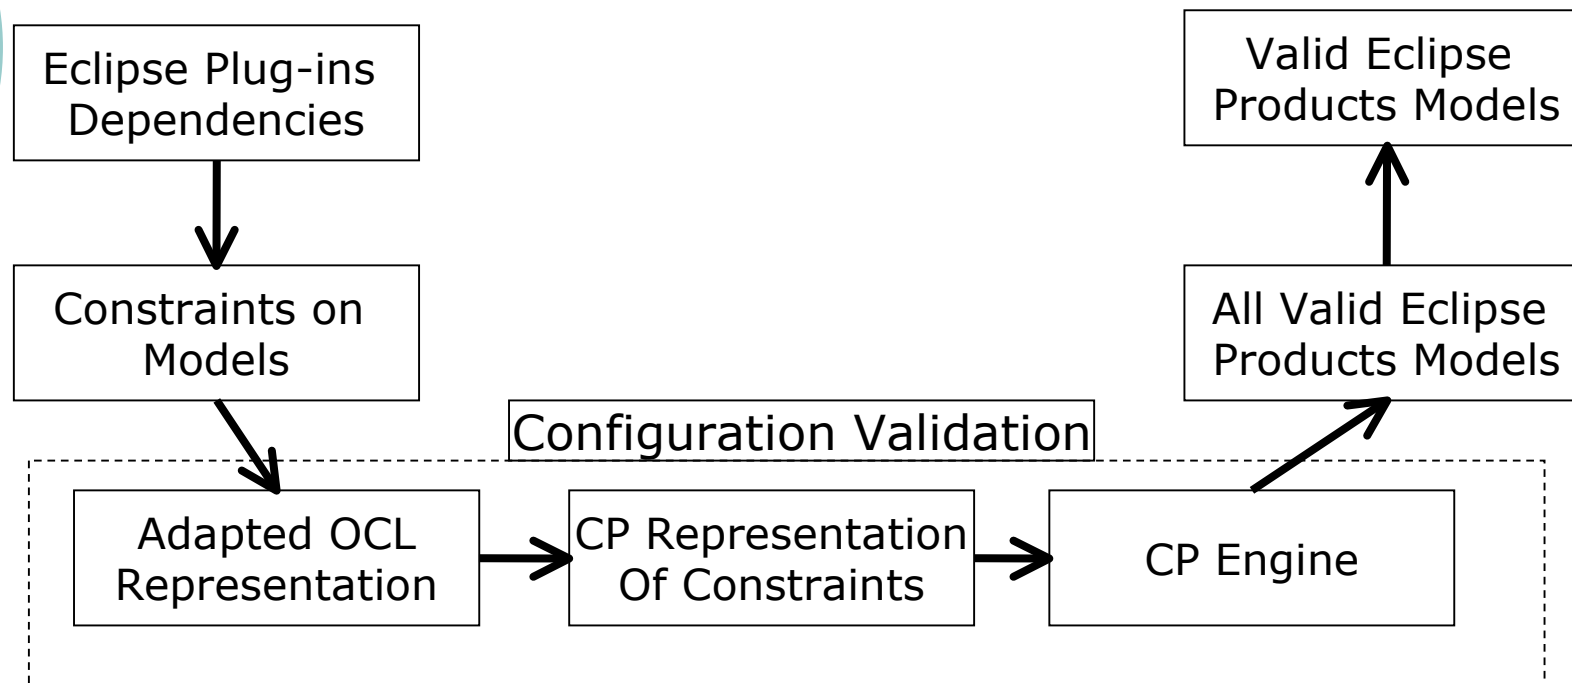 Eclipse Plug-ins
Dependencies
Valid Eclipse
Products Models
Constraints on
Models
All Valid Eclipse
Products Models
Configuration Validation
Adapted OCL
Representation
CP Representation
Of Constraints
CP Engine